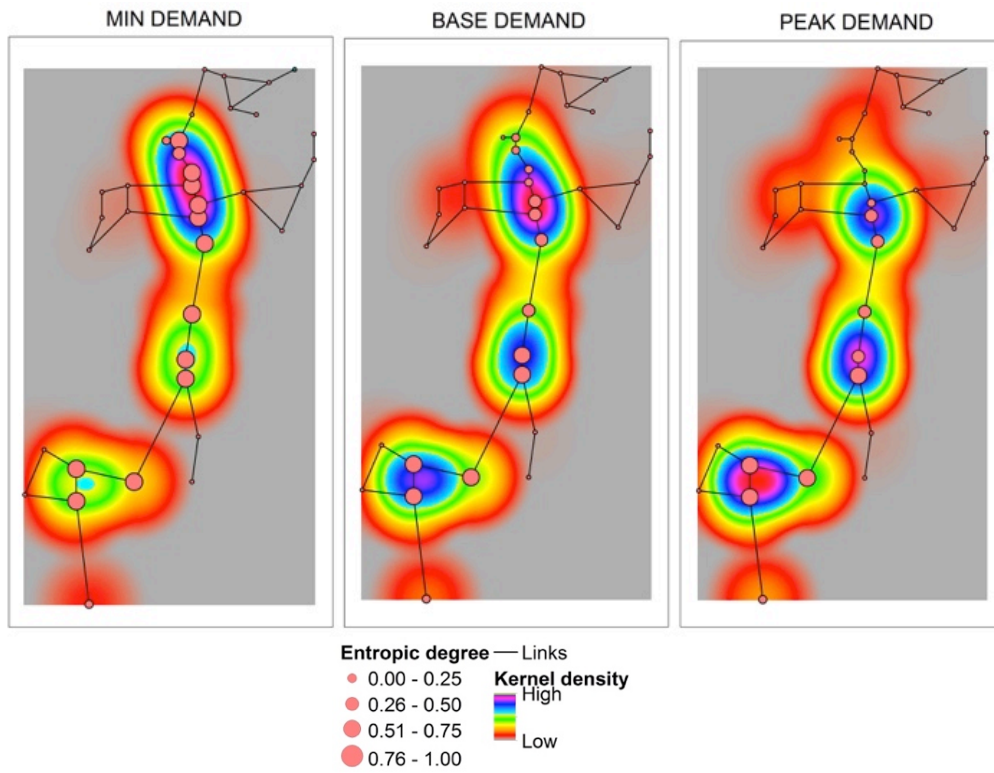 MIN DEMAND
BASE DEMAND
PEAK DEMAND
Entropic degree
0.00 - 0.25
0.26 - 0.50
0.51 - 0.75
0.76 - 1.00
Links
Kernel density
High
Low